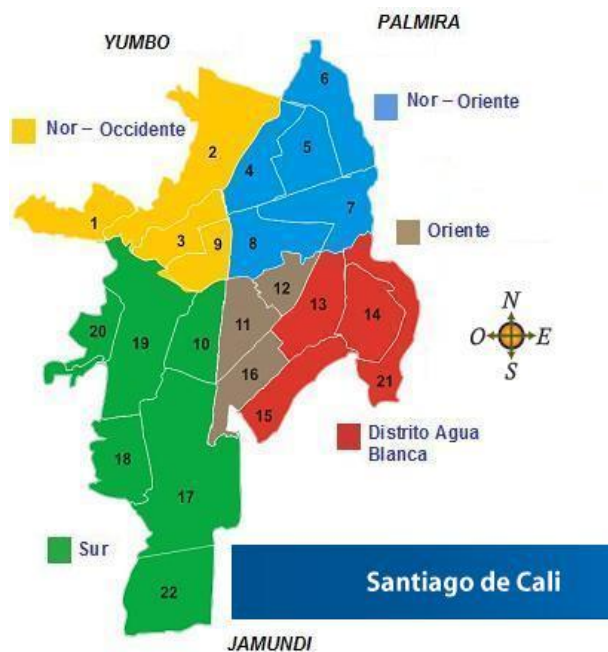 YUMBO
PALMIRA
Nor – Occidente
Nor – Oriente
6
2
5
4
1
3
9
8
7
Oriente
12
11
13
14
20
19
10
16
21
15
N
O
E
S
Distrito Agua
Blanca
18
17
Sur
22
Santiago de Cali
JAMUNDI